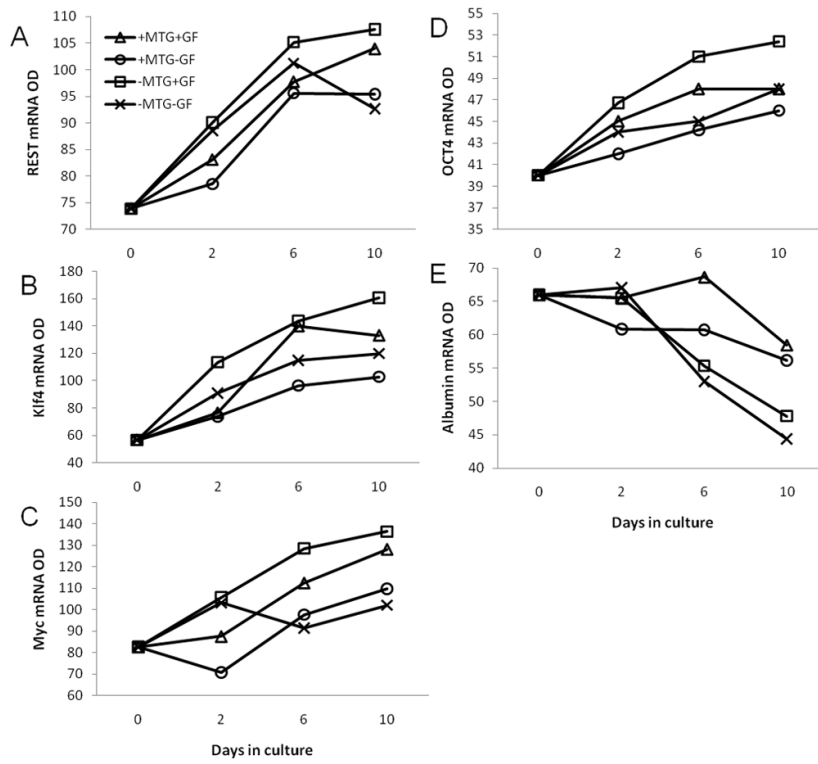 A
REST mRNA OD
110
105
100
95
90
85
80
75
70
+MTG+GF
+MTG-GF
-MTG+GF
-MTG-GF
0 2 6 10
D
OCT4 mRNA OD
55
53
51
49
47
45
43
41
39
37
35
0 2 6 10
B
Klf4 mRNA OD
180
160
140
120
100
80
60
40
0 2 6 10
E
Albumin mRNA OD
70
65
60
55
50
45
40
0 2 6 10
Days in culture
C
Myc mRNA OD
150
140
130
120
110
100
90
80
70
60
0 2 6 10
Days in culture